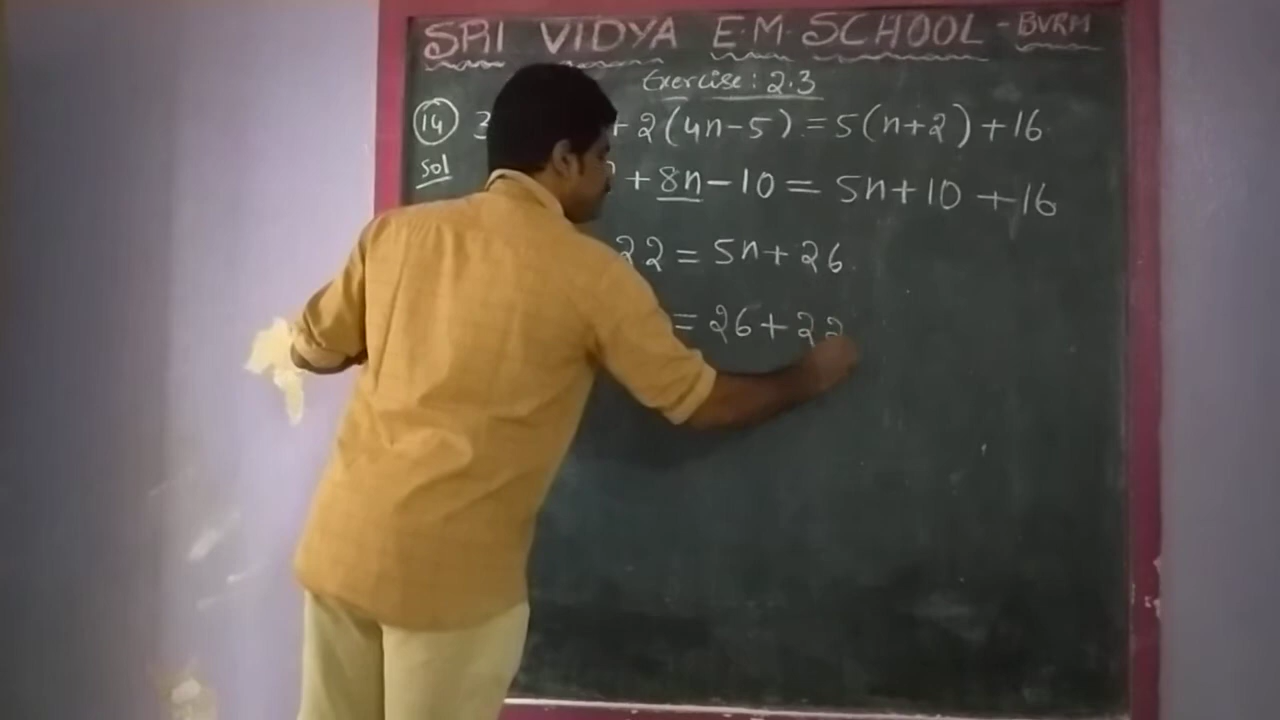 SRI VIDYA E.M. SCHOOL - BVRM
Exercise : 2.3
14 3 + 2(4n-5) = 5(n+2)+16
Sol + 8n-10 = 5n+10 +16
22 = 5n+26
= 26+22